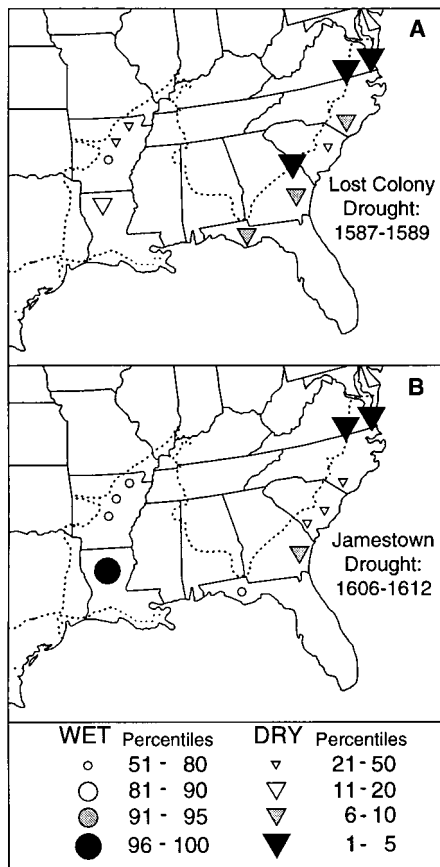 A
Lost Colony
Drought:
1587-1589
B
Jamestown
Drought:
1606-1612
WET Percentiles DRY Percentiles
51 - 80 21 - 50
81 - 90 11 - 20
91 - 95 6 - 10
96 - 100 1 - 5